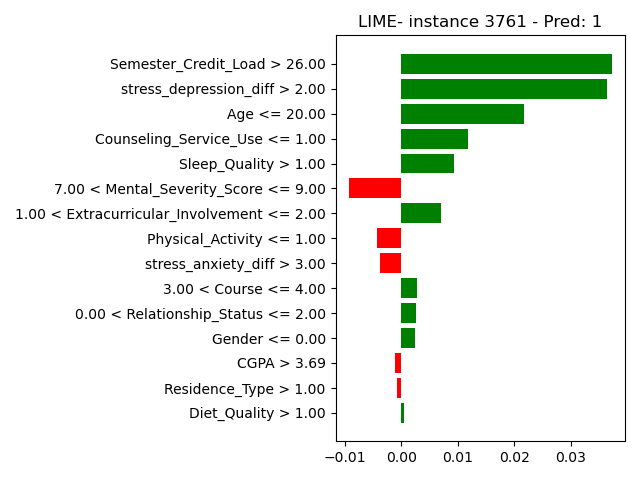 LIME- instance 3761 - Pred: 1
Semester_Credit_Load > 26.00
stress_depression_diff > 2.00
Age <= 20.00
Counseling_Service_Use <= 1.00
Sleep_Quality > 1.00
7.00 < Mental_Severity_Score <= 9.00
1.00 < Extracurricular_Involvement <= 2.00
Physical_Activity <= 1.00
stress_anxiety_diff > 3.00
3.00 < Course <= 4.00
0.00 < Relationship_Status <= 2.00
Gender <= 0.00
CGPA > 3.69
Residence_Type > 1.00
Diet_Quality > 1.00
−0.01 0.00 0.01 0.02 0.03